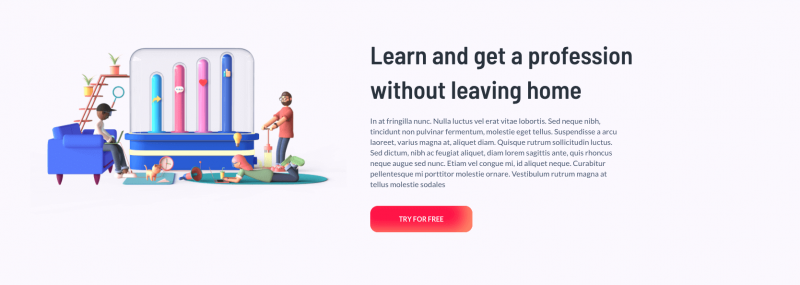 Learn and get a profession
without leaving home
In at fringilla nunc. Nulla luctus vel erat vitae lobortis. Sed neque nibh,
tincidunt non pulvinar fermentum, molestie eget tellus. Suspendisse a arcu
laoreet, varius magna at, aliquet diam. Quisque rutrum sollicitudin luctus.
Sed dictum, nibh ac feugiat aliquet, diam lorem sagittis ante, quis rhoncus
neque augue sed nunc. Etiam vel congue mi, id aliquet neque. Curabitur
pellentesque mi porttitor molestie ornare. Vestibulum rutrum magna at
tellus molestie sodales
TRY FOR FREE